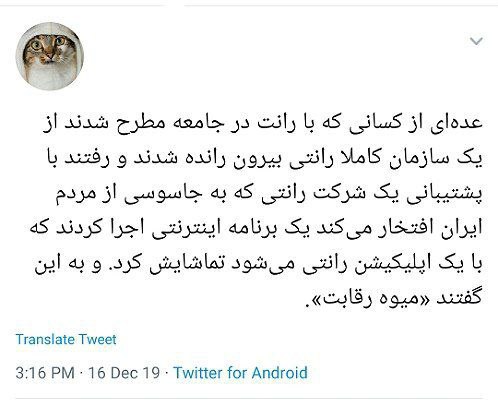 عده‌ای از کسانی که با رانت در جامعه مطرح شدند از
یک سازمان کاملا رانتی بیرون رانده شدند و رفتند با
پشتیبانی یک شرکت رانتی که به جاسوسی از مردم
ایران افتخار می‌کند یک برنامه اینترنتی اجرا کردند که
با یک اپلیکیشن رانتی می‌شود تماشایش کرد. و به این
گفتند «میوه رقابت».
Translate Tweet
3:16 PM · 16 Dec 19 · Twitter for Android